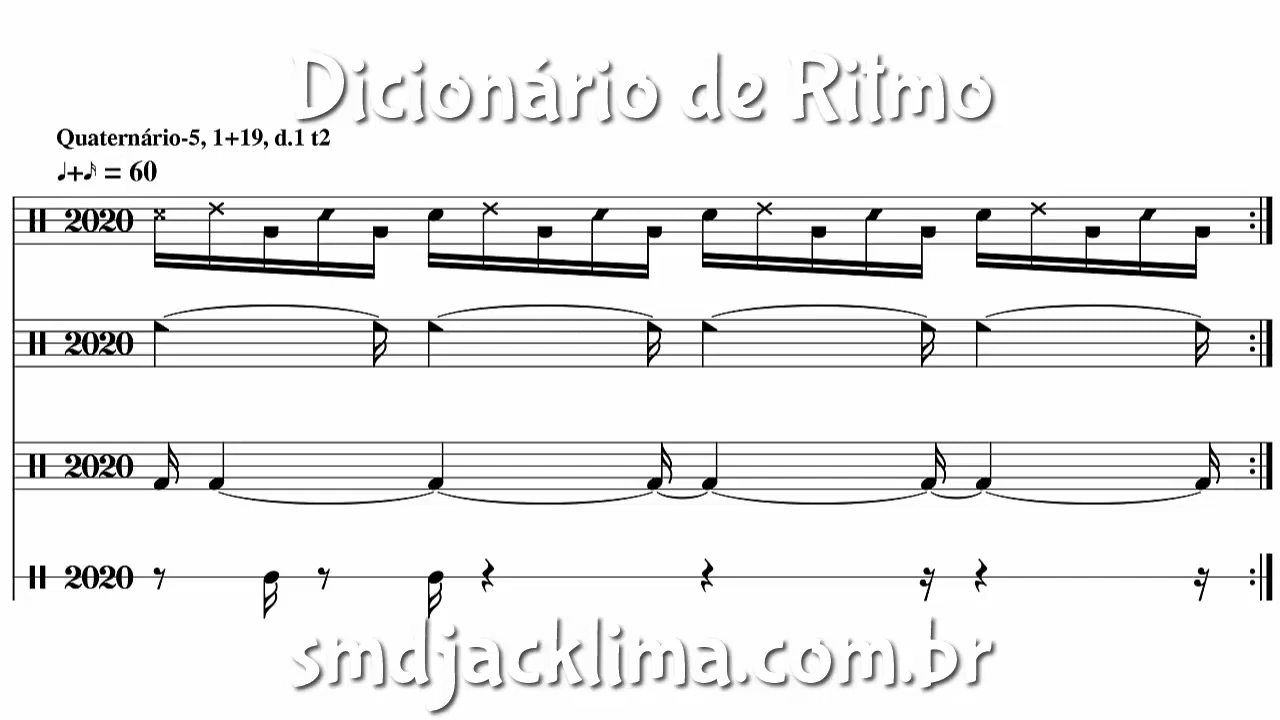 Dicionário de Ritmo
Quaternário-5, 1+19, d.1 t2
♩+𝅘𝅥𝅯 = 60
2020
2020
2020
2020
smdjacklima.com.br